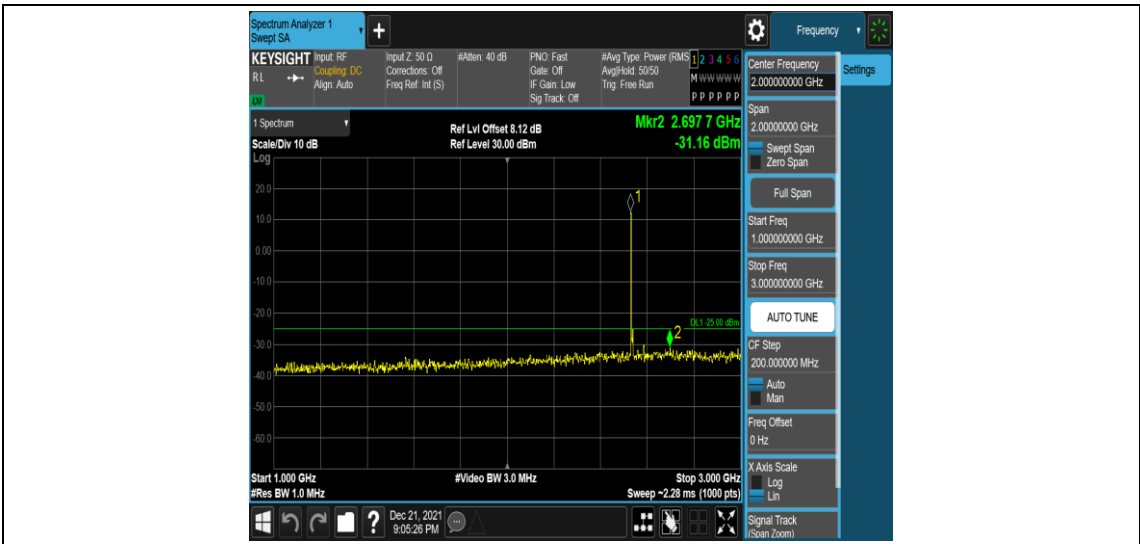 Spectrum Analyzer 1
Swept SA
+
Frequency
KEYSIGHT
RL
Input: RF
Coupling: DC
Align: Auto
Input Z: 50 Ω
Corrections: Off
Freq Ref: Int (S)
#Atten: 40 dB
PNO: Fast
Gate: Off
IF Gain: Low
Sig Track: Off
#Avg Type: Power (RMS
Avg|Hold: 50/50
Trig: Free Run
1 2 3 4 5 6
M W W W W W
P P P P P P
1 Spectrum
Scale/Div 10 dB
Ref Lvl Offset 8.12 dB
Ref Level 30.00 dBm
Mkr2 2.697 7 GHz
-31.16 dBm
Log
20.0
10.0
0.00
-10.0
-20.0
-30.0
-40.0
-50.0
-60.0
1
2
DL1 -25.00 dBm
Start 1.000 GHz
#Res BW 1.0 MHz
#Video BW 3.0 MHz
Stop 3.000 GHz
Sweep ~2.28 ms (1000 pts)
Dec 21, 2021
9:05:26 PM
?
Center Frequency
2.000000000 GHz
Settings
Span
2.00000000 GHz
Swept Span
Zero Span
Full Span
Start Freq
1.000000000 GHz
Stop Freq
3.000000000 GHz
AUTO TUNE
CF Step
200.000000 MHz
Auto
Man
Freq Offset
0 Hz
X Axis Scale
Log
Lin
Signal Track
(Span Zoom)